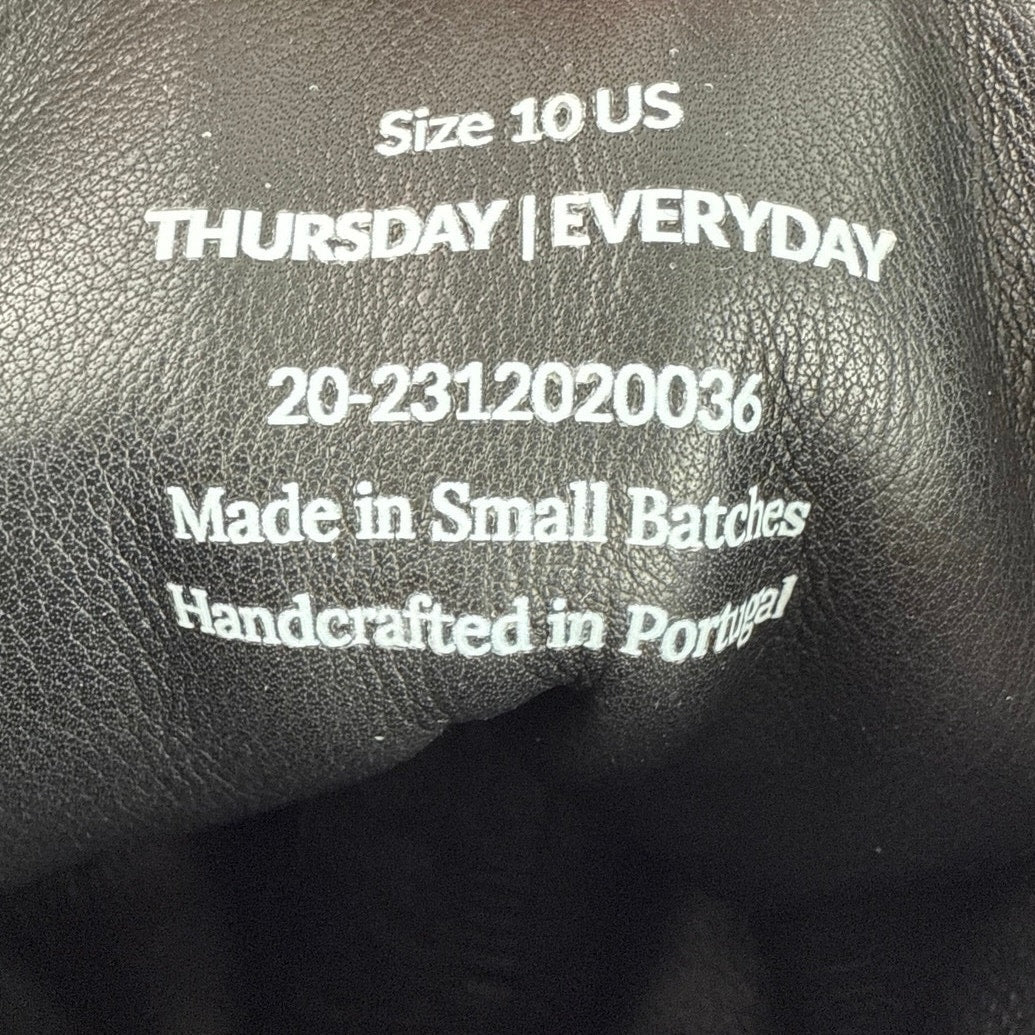 Size 10 US
THURSDAY | EVERYDAY
20-2312020036
Made in Small Batches
Handcrafted in Portugal